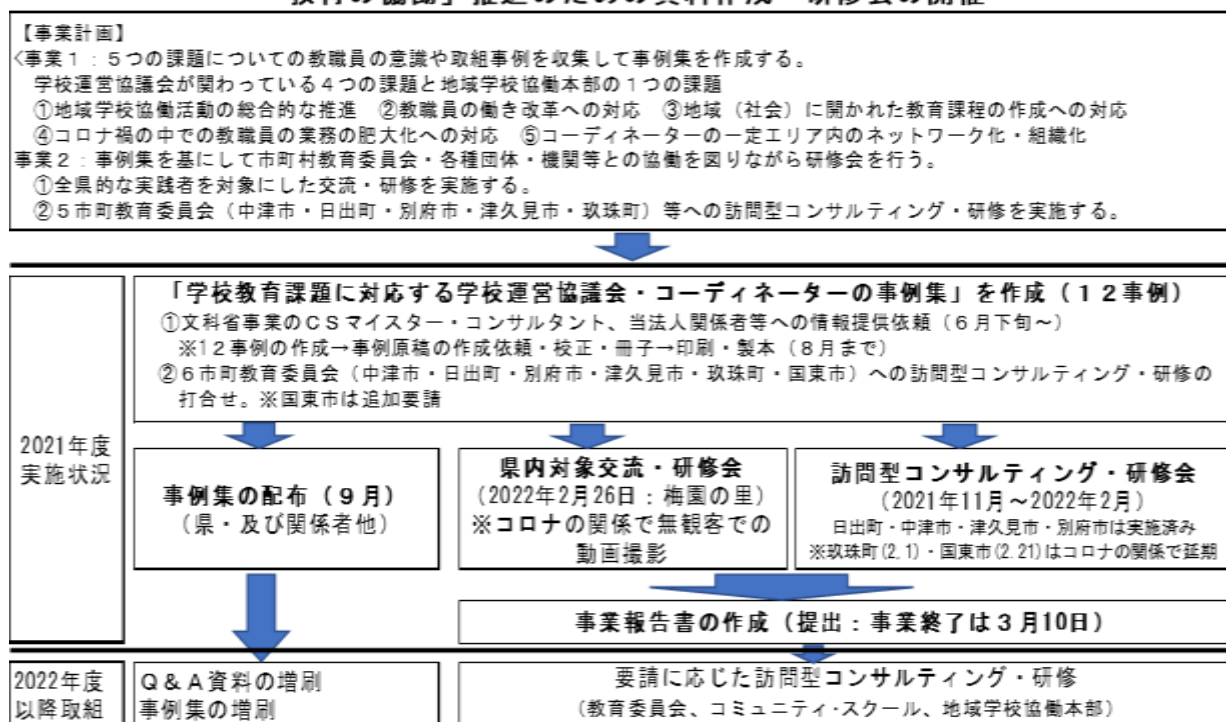 【事業計画】
<事業１：５つの課題についての教職員の意識や取組事例を収集して事例集を作成する。
学校運営協議会が関わっている４つの課題と地域学校協働本部の１つの課題
①地域学校協働活動の総合的な推進　②教職員の働き改革への対応　③地域（社会）に開かれた教育課程の作成への対応
④コロナ禍の中での教職員の業務の肥大化への対応　⑤コーディネーターの一定エリア内のネットワーク化・組織化
事業２：事例集を基にして市町村教育委員会・各種団体・機関等との協働を図りながら研修会を行う。
①全県的な実践者を対象にした交流・研修を実施する。
②５市町教育委員会（中津市・日出町・別府市・津久見市・玖珠町）等への訪問型コンサルティング・研修を実施する。
2021年度
実施状況
「学校教育課題に対応する学校運営協議会・コーディネーターの事例集」を作成（１２事例）
①文科省事業のＣＳマイスター・コンサルタント、当法人関係者等への情報提供依頼（６月下旬～）
※12事例の作成→事例原稿の作成依頼・校正・冊子→印刷・製本（８月まで）
②６市町教育委員会（中津市・日出町・別府市・津久見市・玖珠町・国東市）への訪問型コンサルティング・研修の
打合せ。※国東市は追加要請
事例集の配布（９月）
（県・及び関係者他）
県内対象交流・研修会
（2022年2月26日：梅園の里）
※コロナの関係で無観客での
動画撮影
訪問型コンサルティング・研修会
（2021年11月～2022年2月）
日出町・中津市・津久見市・別府市は実施済み
※玖珠町(2,1)・国東市(2.21)はコロナの関係で延期
事業報告書の作成（提出：事業終了は３月10日）
2022年度
以降取組
Ｑ＆Ａ資料の増刷
事例集の増刷
要請に応じた訪問型コンサルティング・研修
（教育委員会、コミュニティ・スクール、地域学校協働本部）